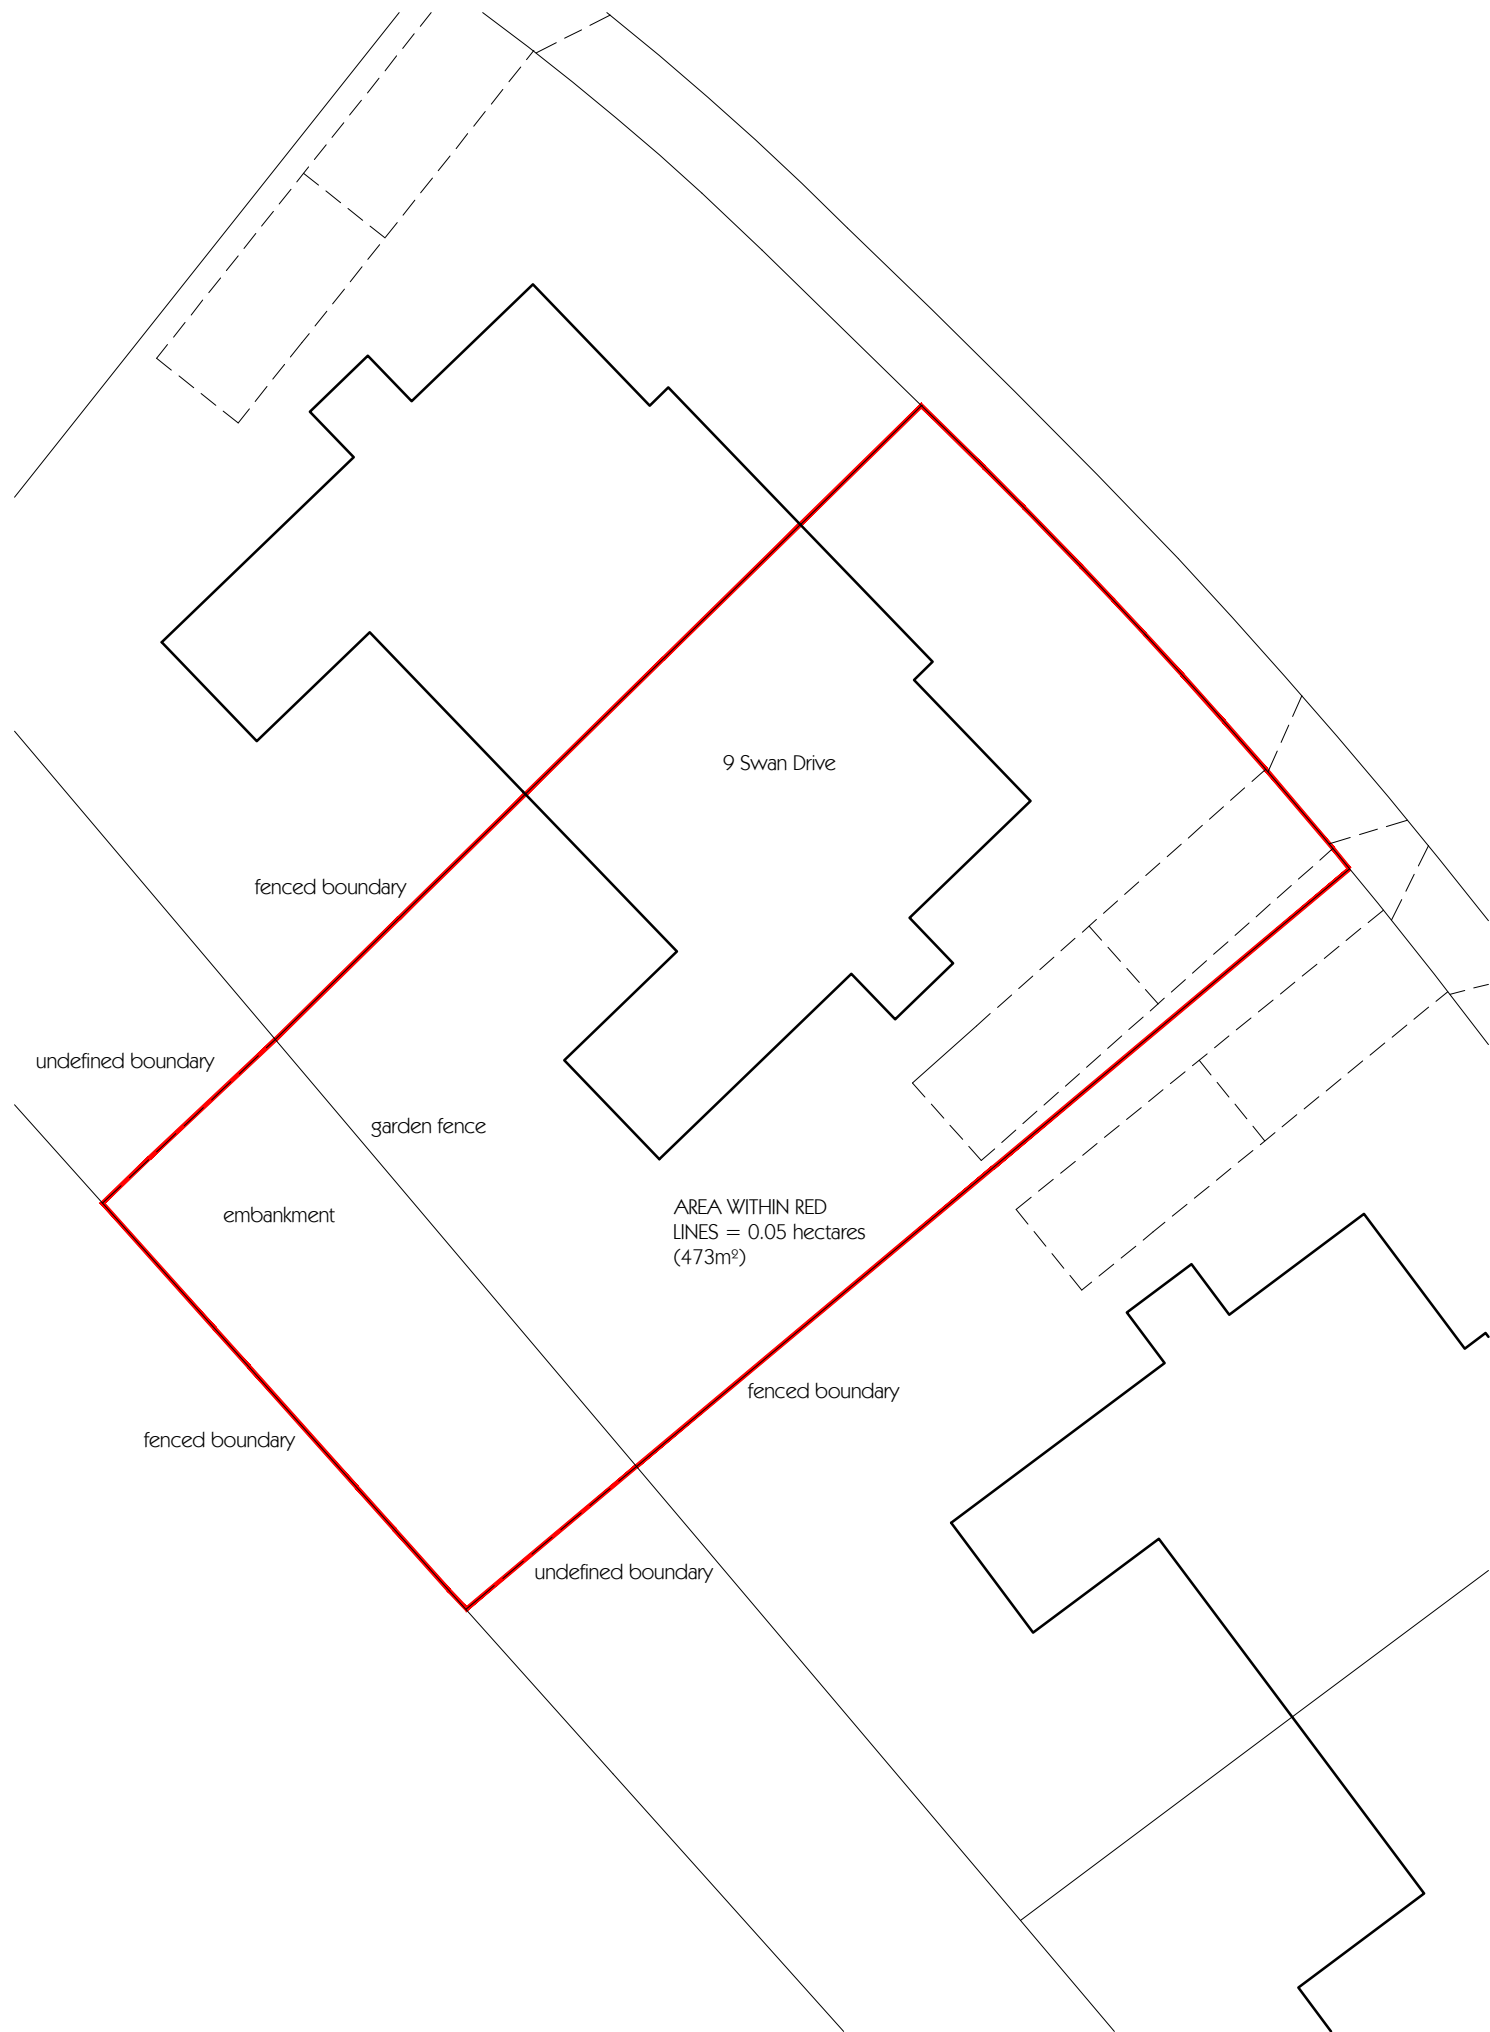 9 Swan Drive
fenced boundary
undefined boundary
garden fence
AREA WITHIN RED
LINES = 0.05 hectares
(473m²)
embankment
fenced boundary
fenced boundary
undefined boundary